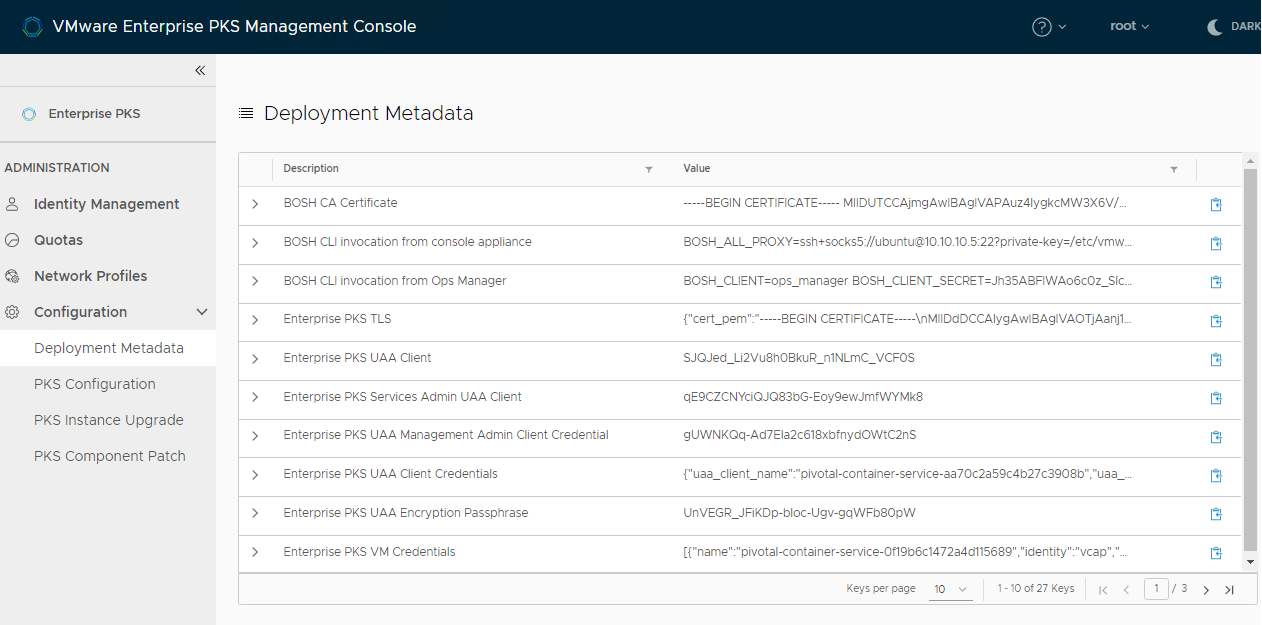 VMware Enterprise PKS Management Console
root
DARK
Enterprise PKS
Deployment Metadata
ADMINISTRATION
Identity Management
Quotas
Network Profiles
Configuration
Deployment Metadata
PKS Configuration
PKS Instance Upgrade
PKS Component Patch
Description Value
BOSH CA Certificate -----BEGIN CERTIFICATE----- MIIDUTCCAjmgAwIBAgIVAPAuz4IygkcMW3X6V/...
BOSH CLI invocation from console appliance BOSH_ALL_PROXY=ssh+socks5://ubuntu@10.10.10.5:22?private-key=/etc/vmw...
BOSH CLI invocation from Ops Manager BOSH_CLIENT=ops_manager BOSH_CLIENT_SECRET=Jh35ABFIWAo6c0z_SIc...
Enterprise PKS TLS {"cert_pem":"-----BEGIN CERTIFICATE-----\nMIIDdDCCAlygAwIBAgIVAOTjAanj1...
Enterprise PKS UAA Client SJQJed_Li2Vu8h0BkuR_n1NLmC_VCF0S
Enterprise PKS Services Admin UAA Client qE9CZCNYciQJQ83bG-Eoy9ewJmfWYMk8
Enterprise PKS UAA Management Admin Client Credential gUWNKQq-Ad7EIa2c618xbfnydOWtC2nS
Enterprise PKS UAA Client Credentials {"uaa_client_name":"pivotal-container-service-aa70c2a59c4b27c3908b","uaa_...
Enterprise PKS UAA Encryption Passphrase UnVEGR_JFiKDp-bIoc-Ugv-gqWFb80pW
Enterprise PKS VM Credentials [{"name":"pivotal-container-service-0f19b6c1472a4d115689","identity":"vcap","...
Keys per page 10 1 - 10 of 27 Keys 1 / 3